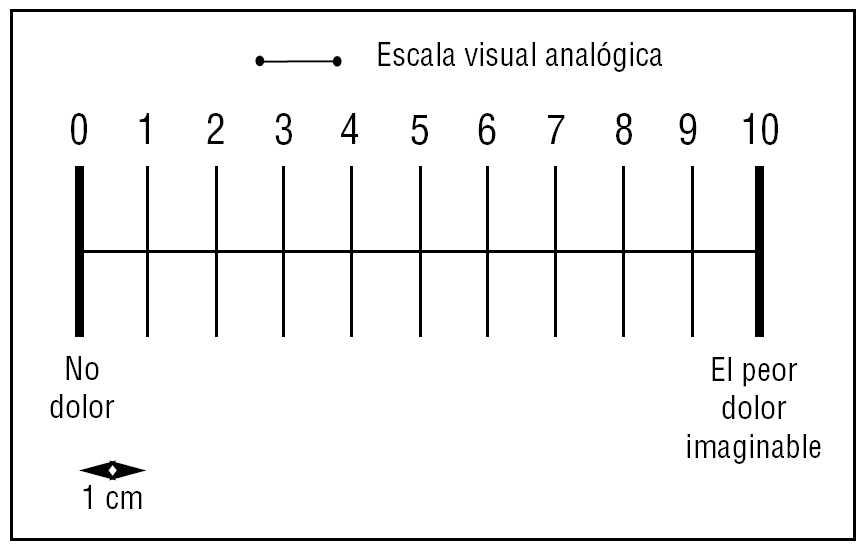 Escala visual analógica
0 1 2 3 4 5 6 7 8 9 10
No
dolor
El peor
dolor
imaginable
1 cm